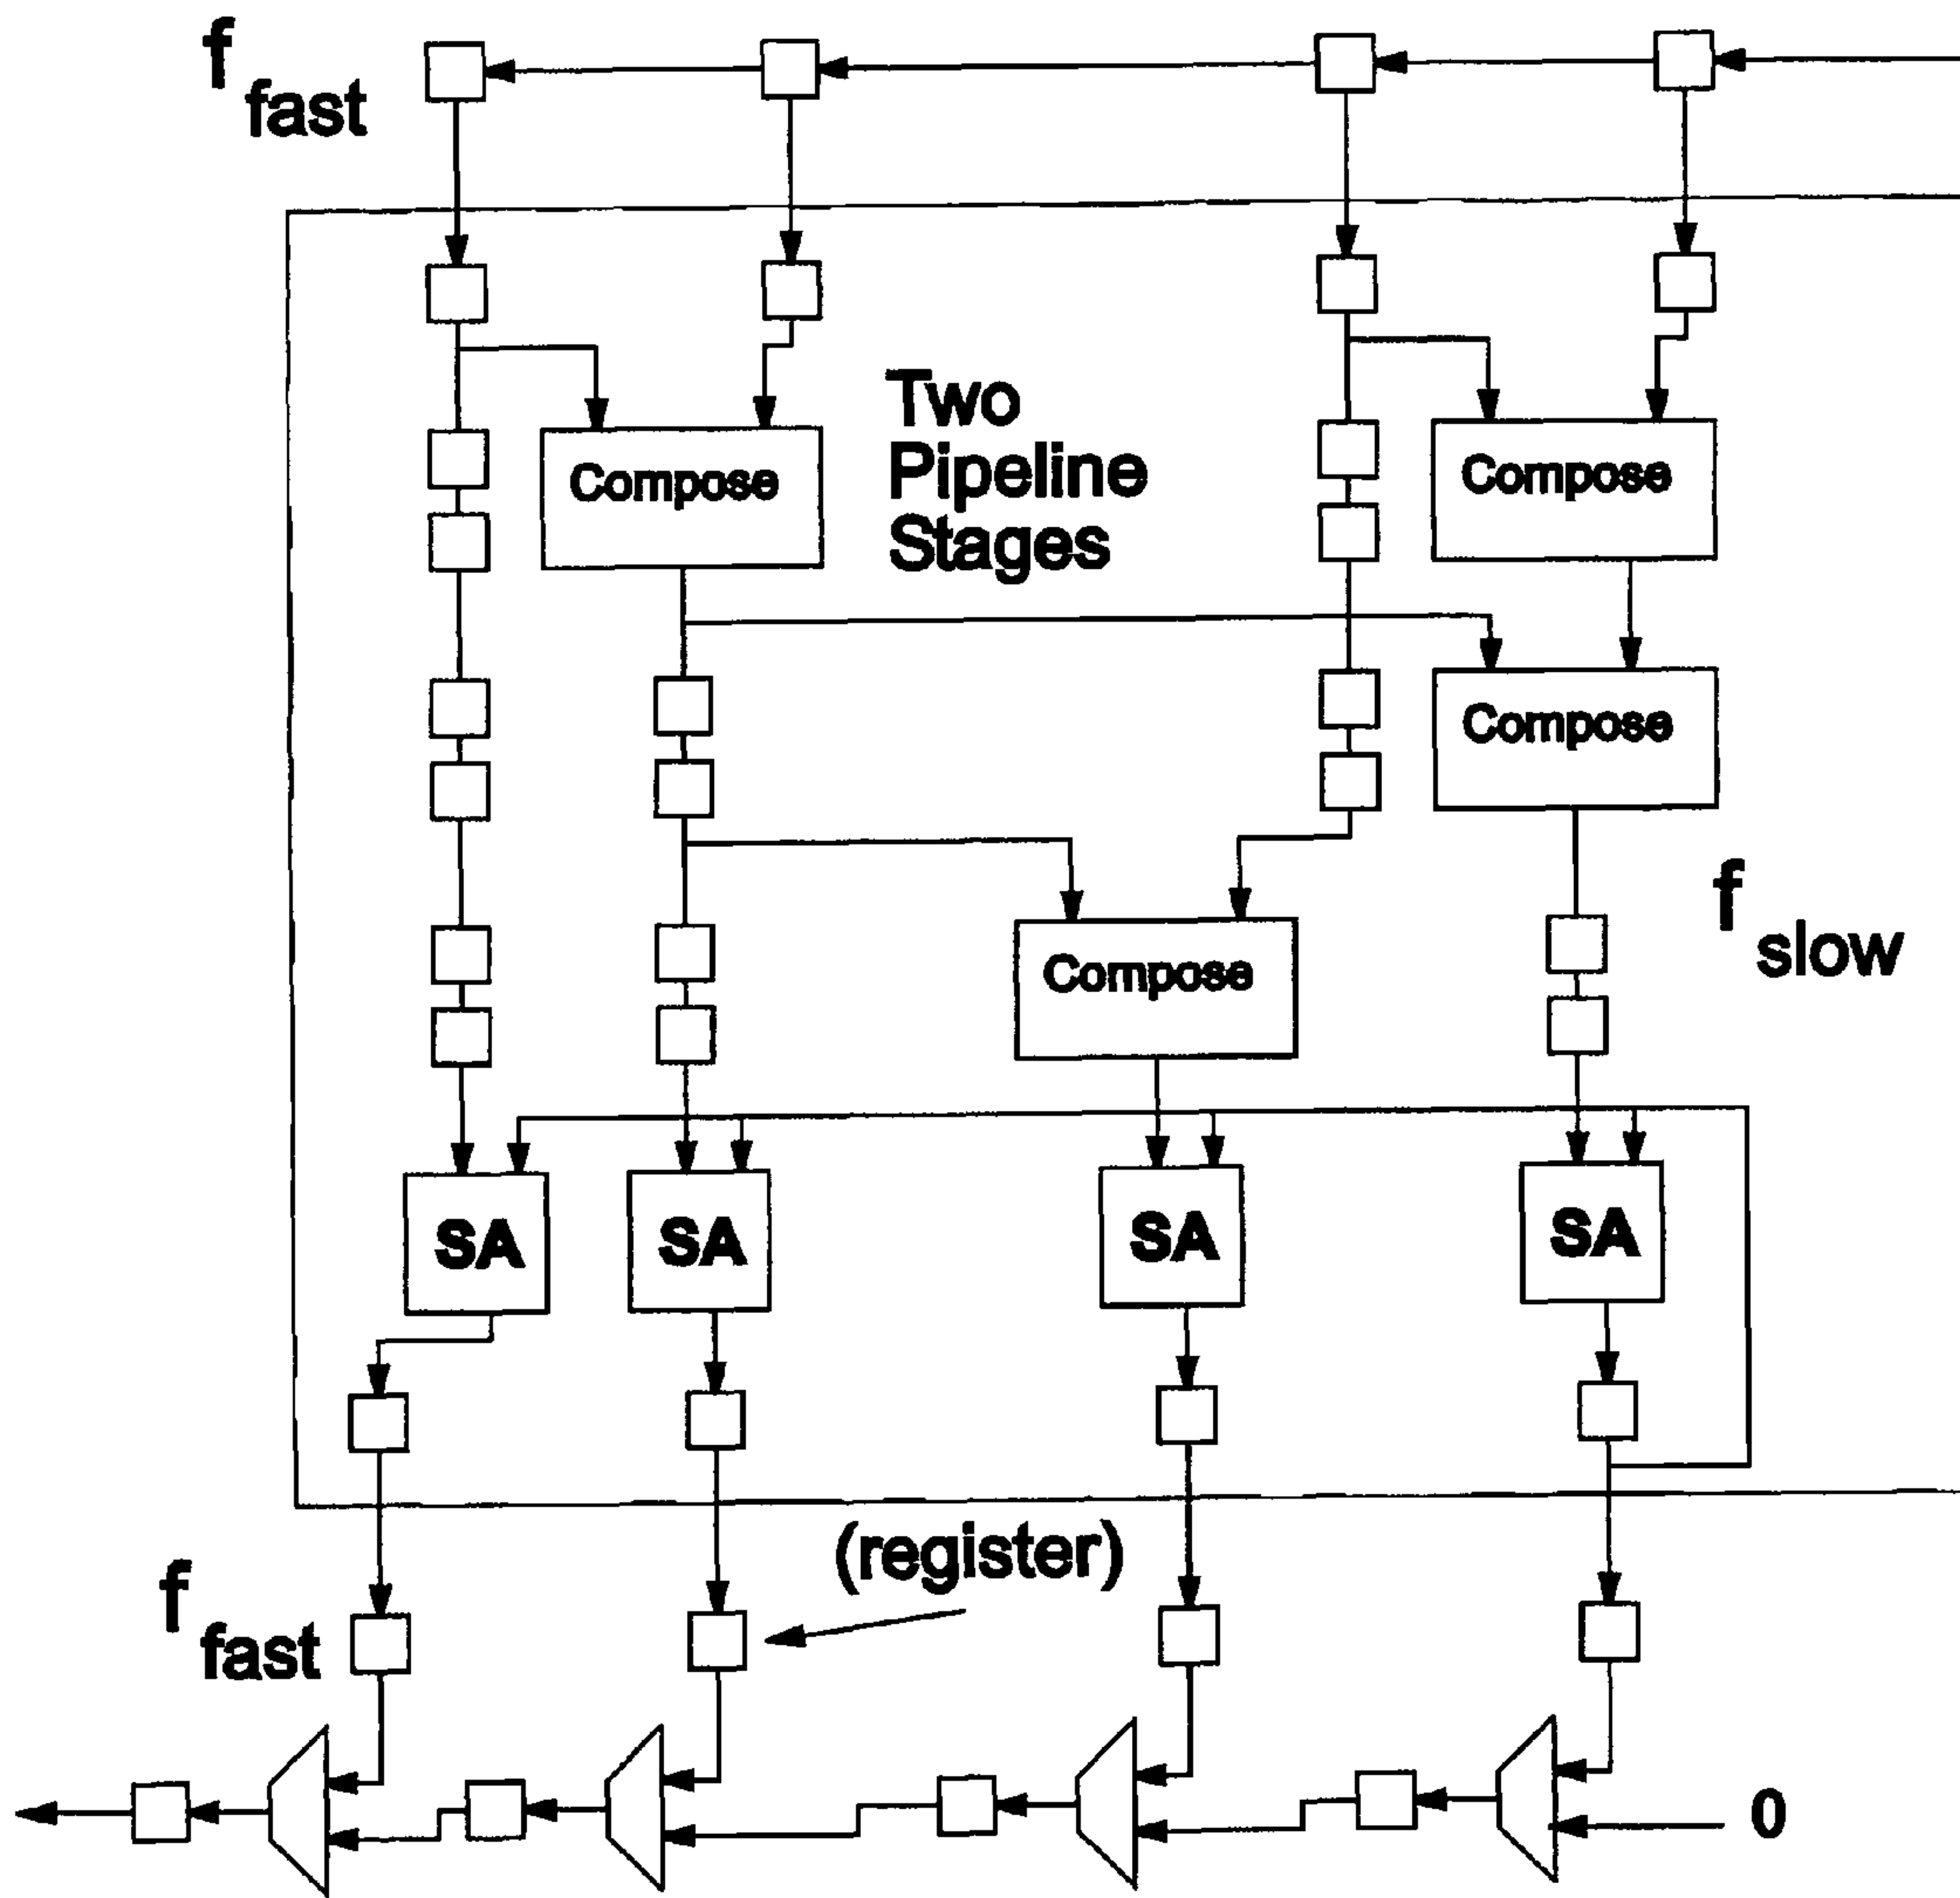 f fast
Two
Pipeline
Stages
Compose
Compose
Compose
f slow
Compose
SA
SA
SA
SA
(register)
f fast
0